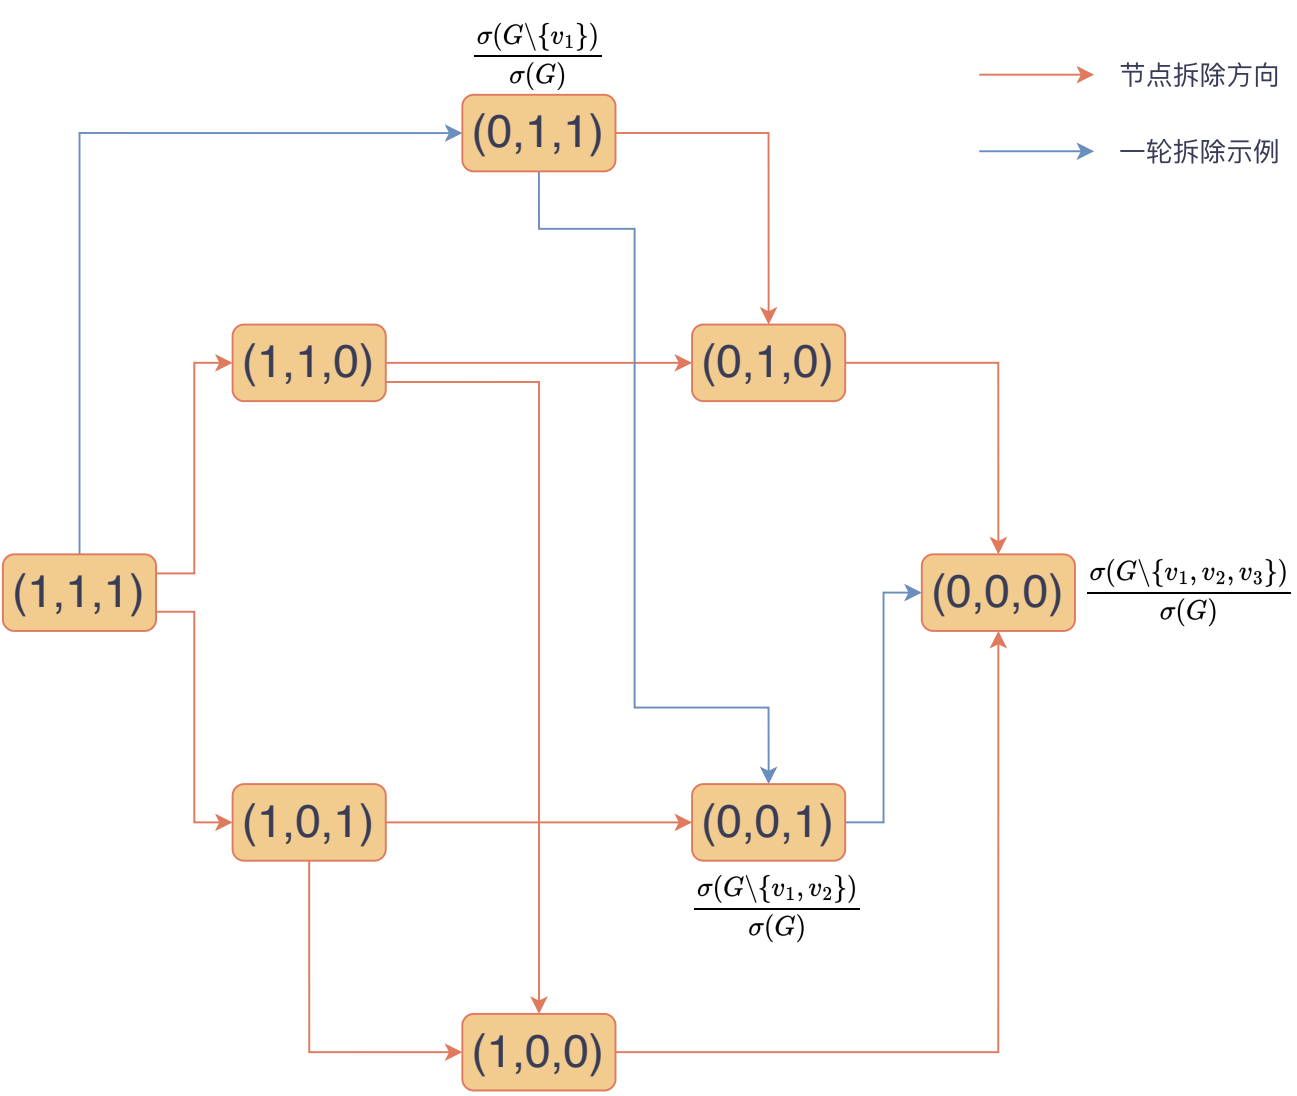 σ(G\{v₁})
σ(G)
节点拆除方向
(0,1,1)
一轮拆除示例
(1,1,0)
(0,1,0)
(1,1,1)
(0,0,0)
σ(G\{v₁, v₂, v₃})
σ(G)
(1,0,1)
(0,0,1)
σ(G\{v₁, v₂})
σ(G)
(1,0,0)